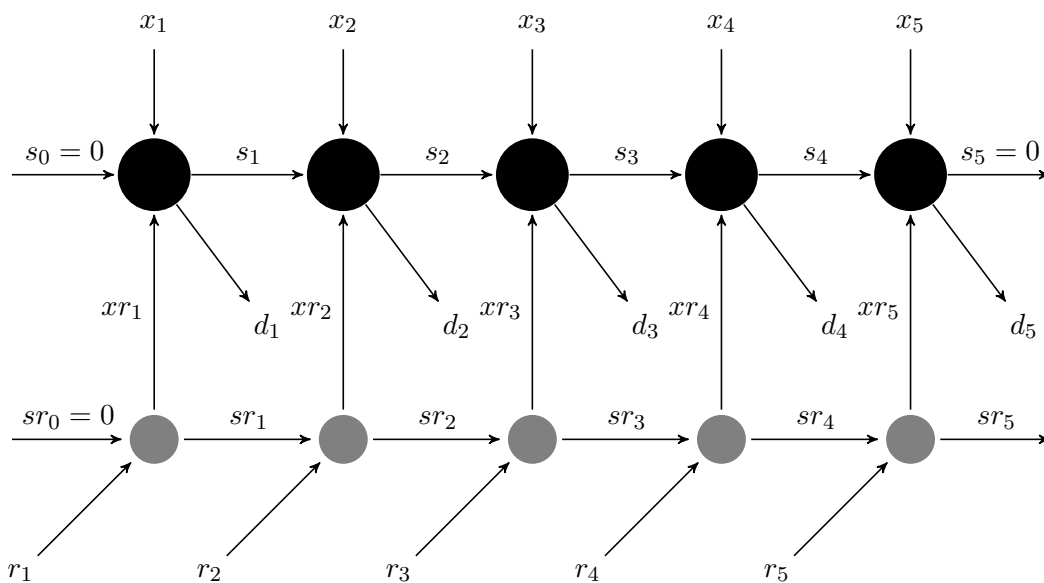 x₁ x₂ x₃ x₄ x₅
s₀ = 0 s₁ s₂ s₃ s₄ s₅ = 0
xr₁ xr₂ xr₃ xr₄ xr₅
d₁ d₂ d₃ d₄ d₅
sr₀ = 0 sr₁ sr₂ sr₃ sr₄ sr₅
r₁ r₂ r₃ r₄ r₅